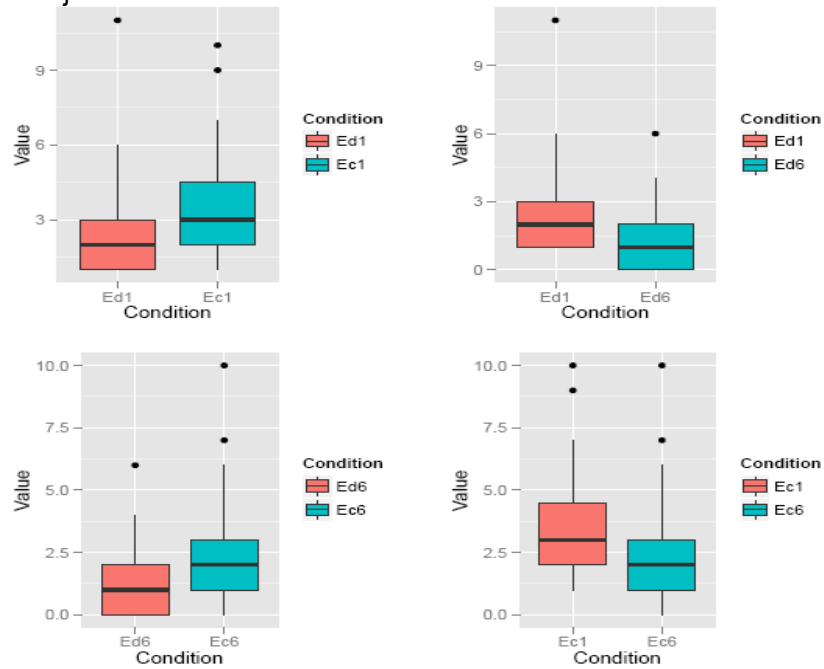 Condition
Ed1
Ec1
Value
9
6
3
Ed1 Ec1
Condition
Condition
Ed1
Ed6
Value
9
6
3
0
Ed1 Ed6
Condition
Condition
Ed6
Ec6
Value
10.0
7.5
5.0
2.5
0.0
Ed6 Ec6
Condition
Condition
Ec1
Ec6
Value
10.0
7.5
5.0
2.5
0.0
Ec1 Ec6
Condition